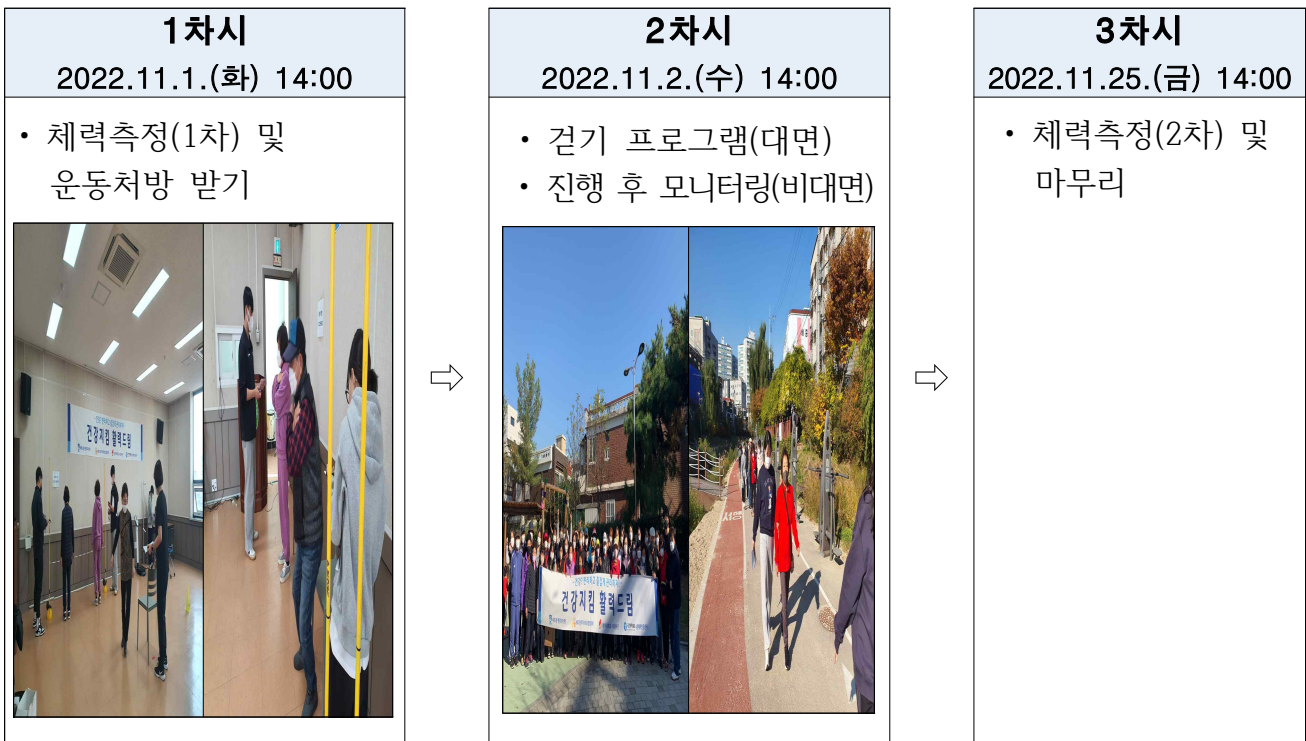 1차시
2022.11.1.(화) 14:00
• 체력측정(1차) 및
운동처방 받기
건강지킴 활력드림
⇨
2차시
2022.11.2.(수) 14:00
• 걷기 프로그램(대면)
• 진행 후 모니터링(비대면)
건강지킴 활력드림
⇨
3차시
2022.11.25.(금) 14:00
• 체력측정(2차) 및
마무리